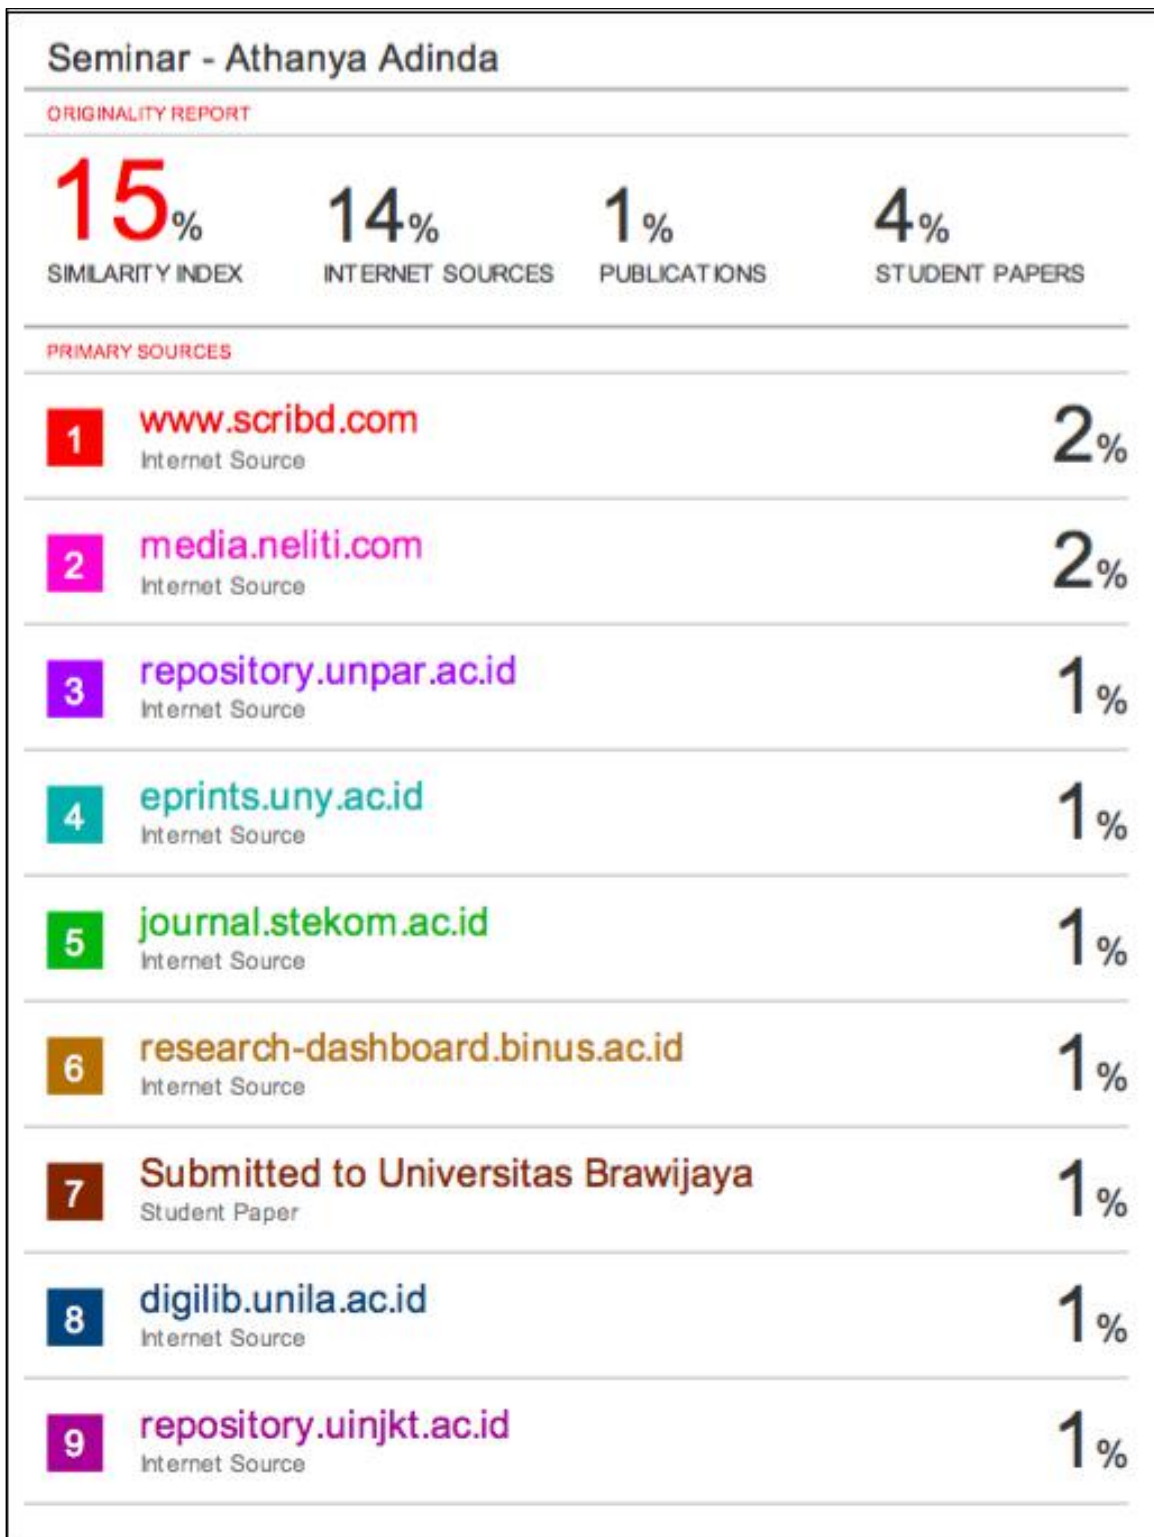 Seminar - Athanya Adinda
ORIGINALITY REPORT
15% 14% 1% 4%
SIMILARITY INDEX INTERNET SOURCES PUBLICATIONS STUDENT PAPERS
PRIMARY SOURCES
1 www.scribd.com 2%
Internet Source
2 media.neliti.com 2%
Internet Source
3 repository.unpar.ac.id 1%
Internet Source
4 eprints.uny.ac.id 1%
Internet Source
5 journal.stekom.ac.id 1%
Internet Source
6 research-dashboard.binus.ac.id 1%
Internet Source
7 Submitted to Universitas Brawijaya 1%
Student Paper
8 digilib.unila.ac.id 1%
Internet Source
9 repository.uinjkt.ac.id 1%
Internet Source